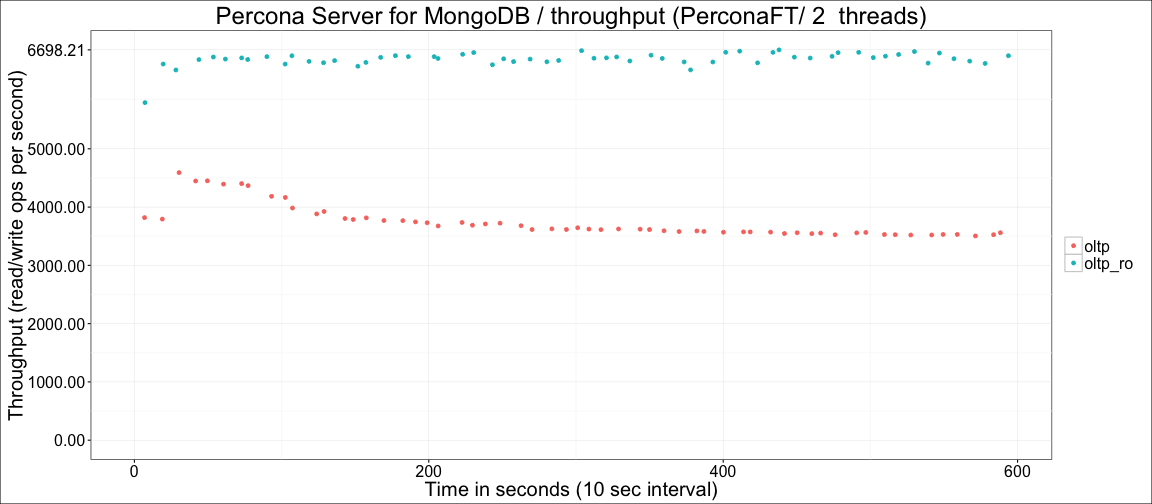 Percona Server for MongoDB / throughput (PerconaFT/ 2  threads)
Throughput (read/write ops per second)
6698.21
5000.00
4000.00
3000.00
2000.00
1000.00
0.00
0 200 400 600
Time in seconds (10 sec interval)
oltp
oltp_ro